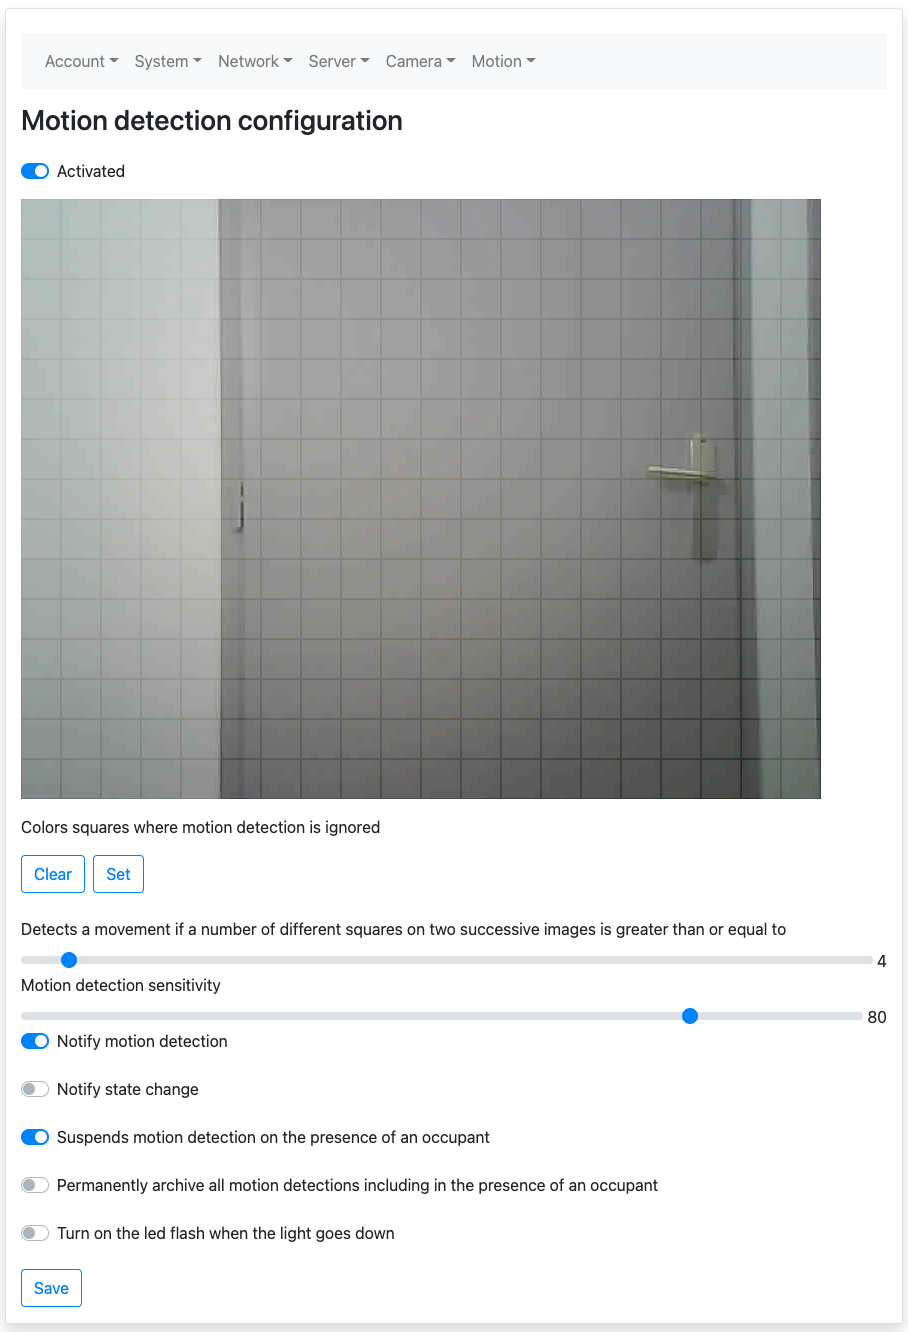 Account System Network Server Camera Motion
Motion detection configuration
Activated
Colors squares where motion detection is ignored
Clear Set
Detects a movement if a number of different squares on two successive images is greater than or equal to
4
Motion detection sensitivity
80
Notify motion detection
Notify state change
Suspends motion detection on the presence of an occupant
Permanently archive all motion detections including in the presence of an occupant
Turn on the led flash when the light goes down
Save